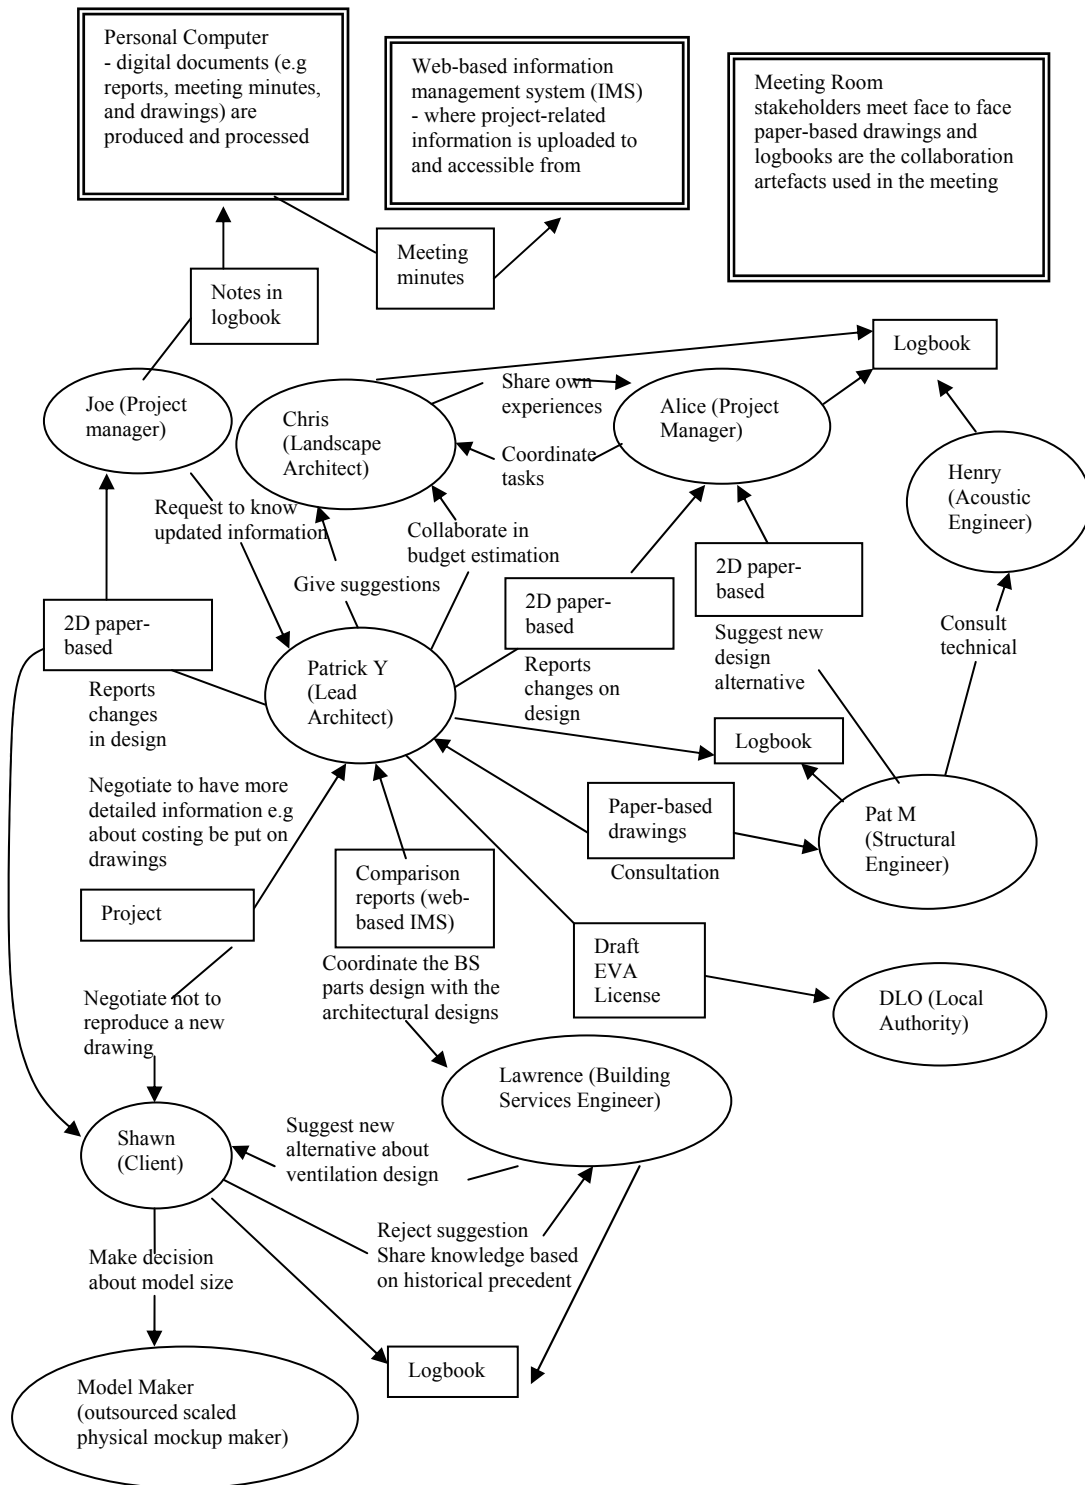 Personal Computer
- digital documents (e.g
reports, meeting minutes,
and drawings) are
produced and processed
Web-based information
management system (IMS)
- where project-related
information is uploaded to
and accessible from
Meeting Room
stakeholders meet face to face
paper-based drawings and
logbooks are the collaboration
artefacts used in the meeting
Meeting
minutes
Notes in
logbook
Logbook
Joe (Project
manager)
Chris
(Landscape
Architect)
Share own
experiences
Alice (Project
Manager)
Coordinate
tasks
Henry
(Acoustic
Engineer)
Request to know
updated information
Collaborate in
budget estimation
Give suggestions
2D paper-
based
2D paper-
based
2D paper-
based
Suggest new
design
alternative
Consult
technical
Patrick Y
(Lead
Architect)
Reports
changes
in design
Reports
changes on
design
Logbook
Negotiate to have more
detailed information e.g
about costing be put on
drawings
Paper-based
drawings
Consultation
Pat M
(Structural
Engineer)
Project
Comparison
reports (web-
based IMS)
Coordinate the BS
parts design with the
architectural designs
Draft
EVA
License
DLO (Local
Authority)
Negotiate not to
reproduce a new
drawing
Lawrence (Building
Services Engineer)
Shawn
(Client)
Suggest new
alternative about
ventilation design
Reject suggestion
Share knowledge based
on historical precedent
Make decision
about model size
Logbook
Model Maker
(outsourced scaled
physical mockup maker)